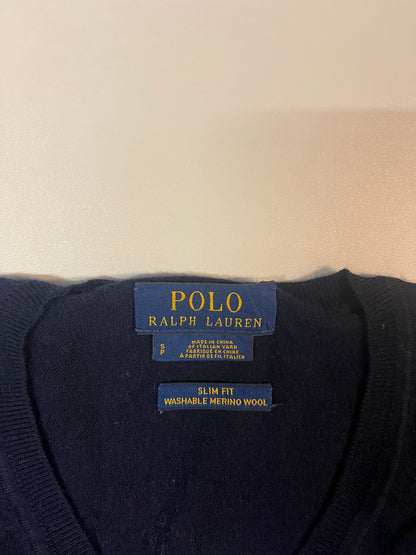 POLO
RALPH LAUREN
S
P
MADE IN CHINA
OF ITALIAN YARN
FABRIQUÉ EN CHINE
À PARTIR DE FIL ITALIEN
SLIM FIT
WASHABLE MERINO WOOL